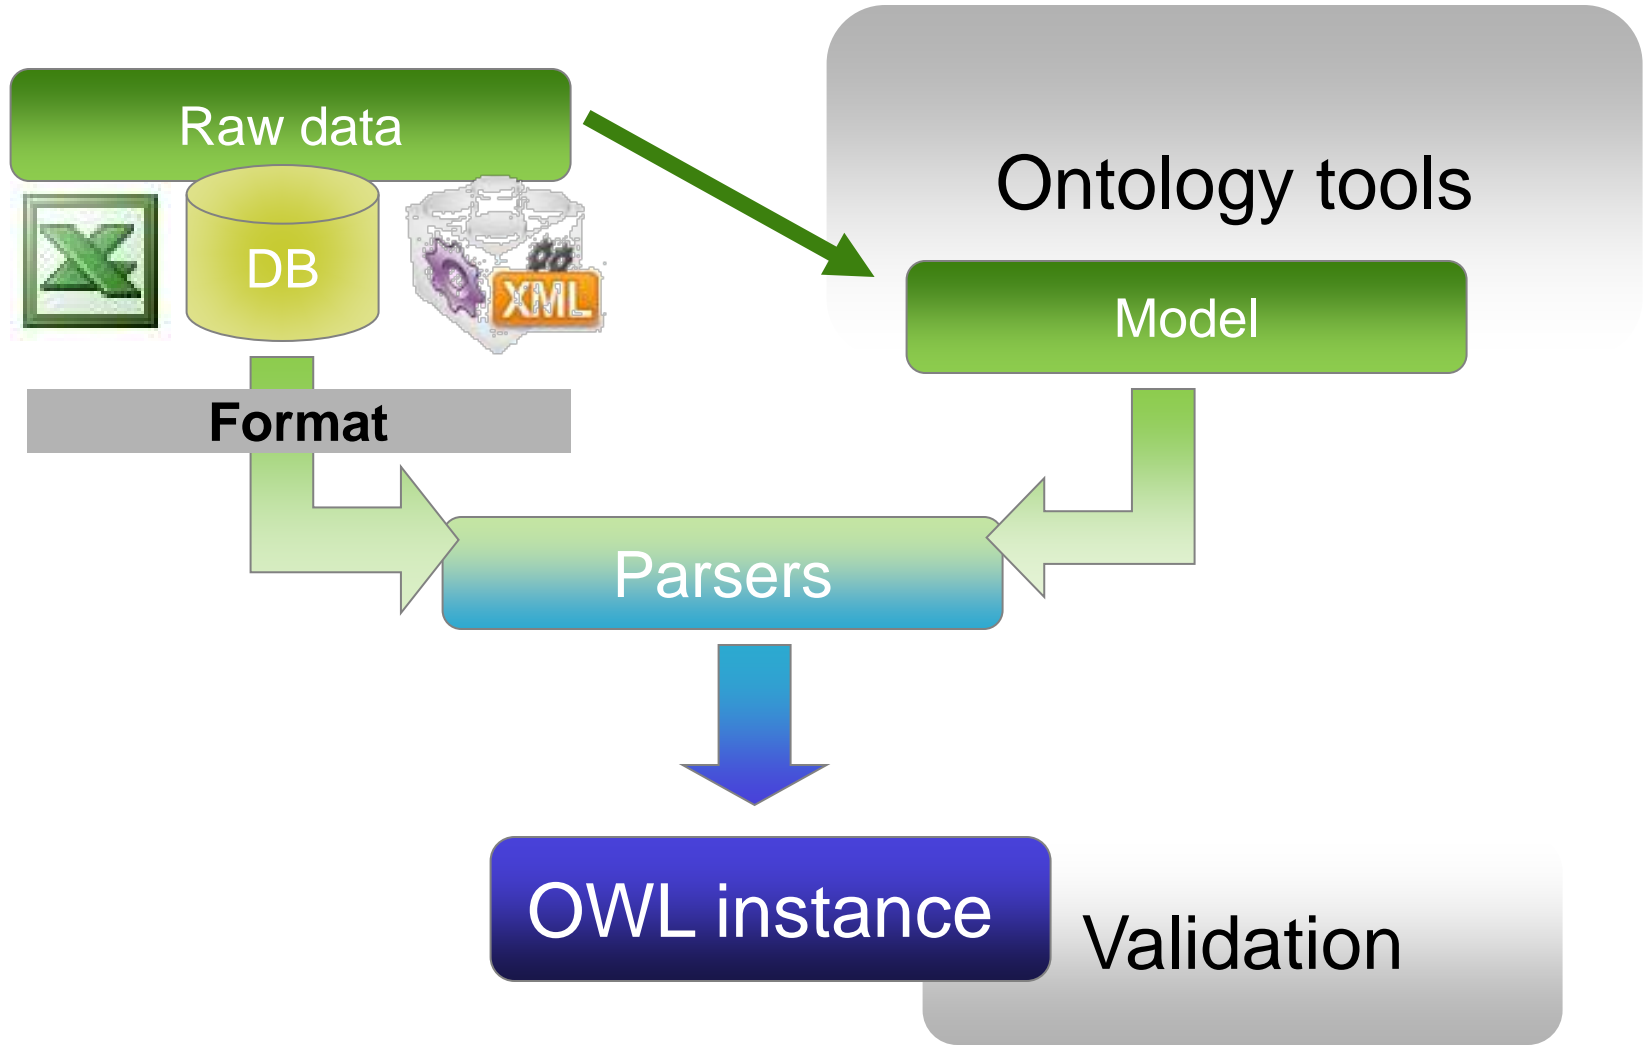 Raw data
Ontology tools
DB
XML
Model
Format
Parsers
OWL instance
Validation